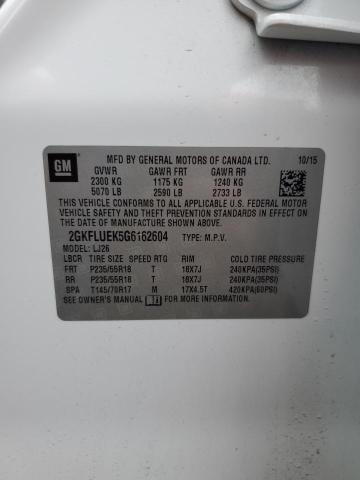 GM
MFD BY GENERAL MOTORS OF CANADA LTD. 10/15
GVWR GAWR FRT GAWR RR
2300 KG 1175 KG 1240 KG
5070 LB 2590 LB 2733 LB
THIS VEHICLE CONFORMS TO ALL APPLICABLE U.S. FEDERAL MOTOR
VEHICLE SAFETY AND THEFT PREVENTION STANDARDS IN EFFECT ON
THE DATE OF MANUFACTURE SHOWN ABOVE.
2GKFLUEK5G6162604 TYPE: M.P.V.
MODEL: LJ26
LBCR TIRE SIZE SPEED RTG RIM COLD TIRE PRESSURE
FRT P235/55R18 T 18X7J 240KPA(35PSI)
RR P235/55R18 T 18X7J 240KPA(35PSI)
SPA T145/70R17 M 17X4.5T 420KPA(60PSI)
SEE OWNER'S MANUAL FOR MORE INFORMATION.